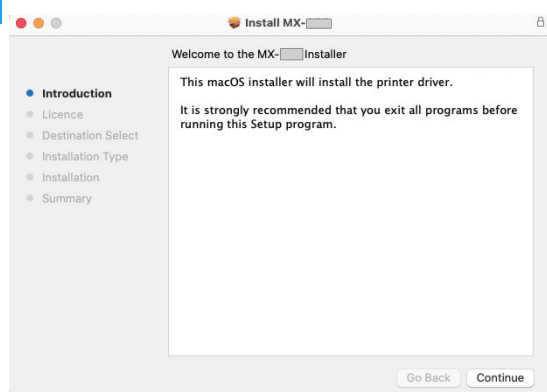 Install MX-
Welcome to the MX- Installer
Introduction
Licence
Destination Select
Installation Type
Installation
Summary
This macOS installer will install the printer driver.
It is strongly recommended that you exit all programs before
running this Setup program.
Go Back
Continue